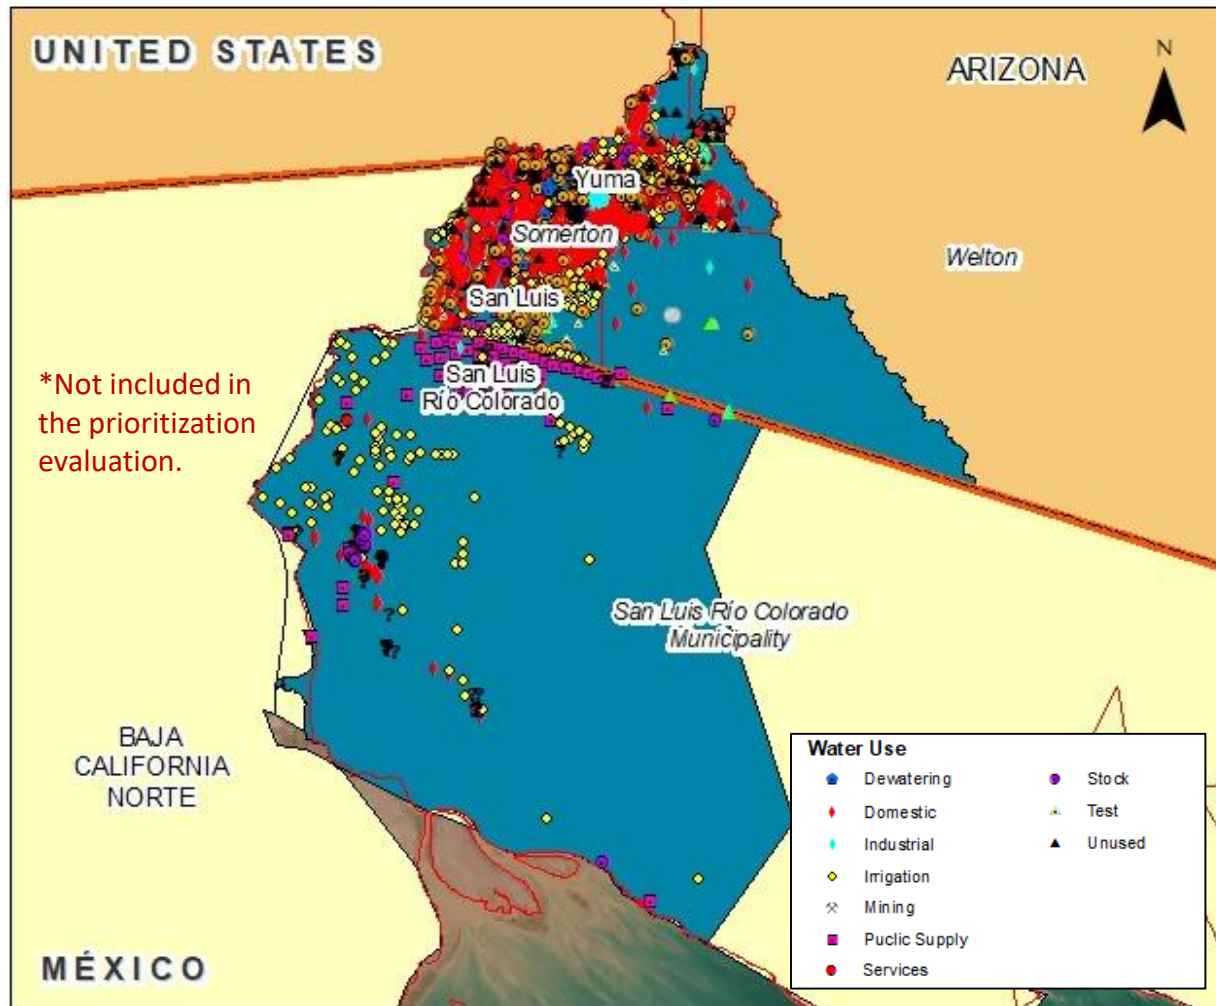 UNITED STATES
ARIZONA
N
Yuma
Somerton
Welton
San Luis
*Not included in
the prioritization
evaluation.
San Luis
Río Colorado
?
?
?
?
?
San Luis Río Colorado
Municipality
BAJA
CALIFORNIA
NORTE
MÉXICO
Water Use
Dewatering
Domestic
Industrial
Irrigation
Mining
Puclic Supply
Services
Stock
Test
Unused